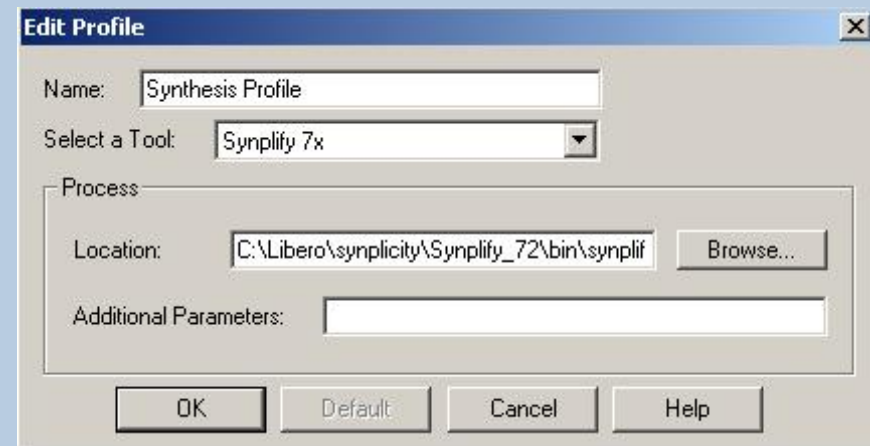 Edit Profile
Name: Synthesis Profile
Select a Tool: Synplify 7x
Process
Location: C:\Libero\synplicity\Synplify_72\bin\synplif Browse...
Additional Parameters:
OK Default Cancel Help